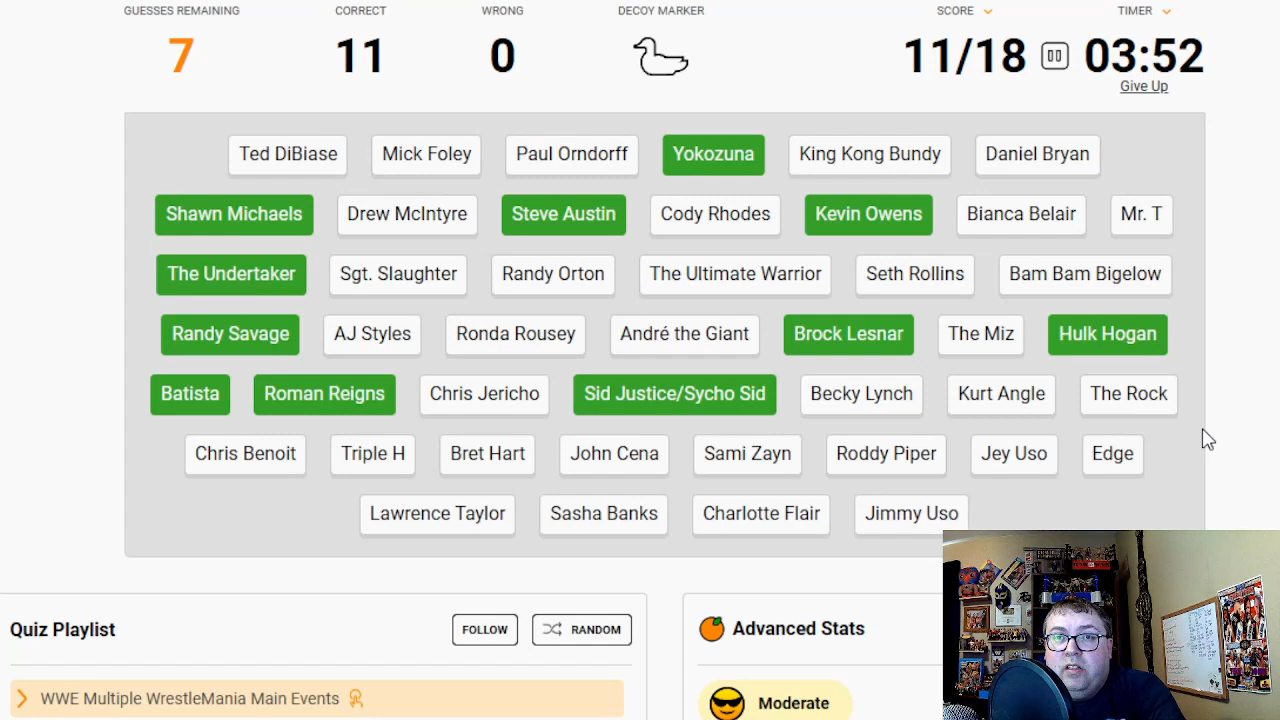 GUESSES REMAINING CORRECT WRONG DECOY MARKER SCORE TIMER
7 11 0 11/18 03:52
Give Up
Ted DiBiase Mick Foley Paul Orndorff Yokozuna King Kong Bundy Daniel Bryan
Shawn Michaels Drew McIntyre Steve Austin Cody Rhodes Kevin Owens Bianca Belair Mr. T
The Undertaker Sgt. Slaughter Randy Orton The Ultimate Warrior Seth Rollins Bam Bam Bigelow
Randy Savage AJ Styles Ronda Rousey André the Giant Brock Lesnar The Miz Hulk Hogan
Batista Roman Reigns Chris Jericho Sid Justice/Sycho Sid Becky Lynch Kurt Angle The Rock
Chris Benoit Triple H Bret Hart John Cena Sami Zayn Roddy Piper Jey Uso Edge
Lawrence Taylor Sasha Banks Charlotte Flair Jimmy Uso
Quiz Playlist FOLLOW RANDOM Advanced Stats
WWE Multiple WrestleMania Main Events Moderate